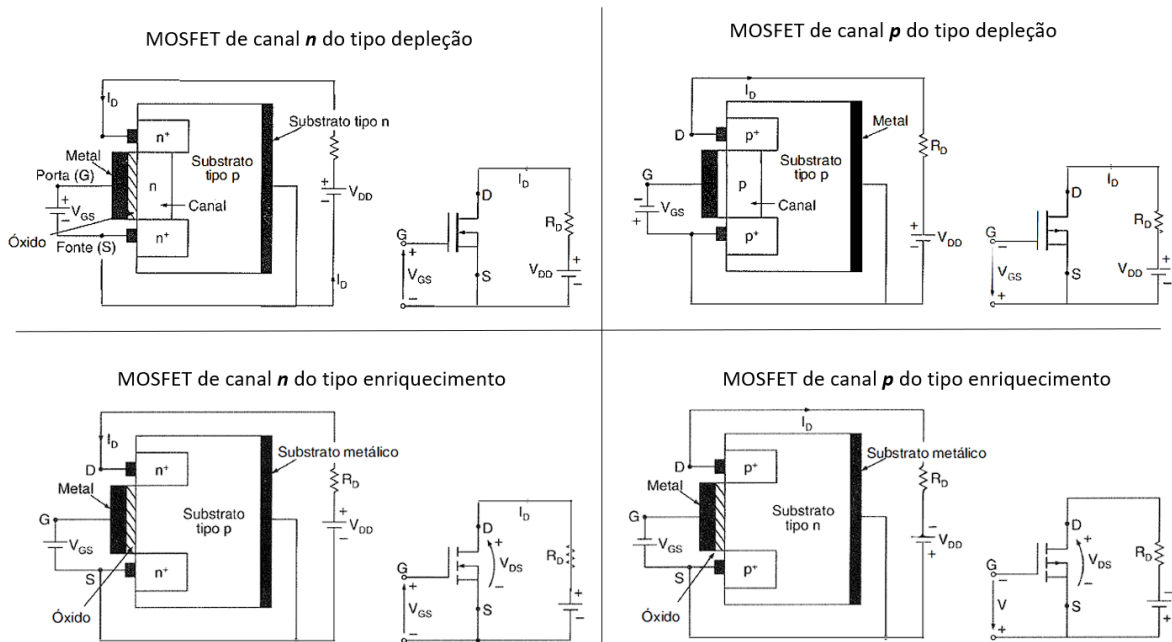 MOSFET de canal n do tipo depleção
I_D
n⁺
Substrato tipo n
Metal
Substrato
tipo p
Porta (G)
n
+
−
V_DD
+
−
V_GS
Canal
Óxido
Fonte (S)
n⁺
I_D
I_D
D
R_D
G
+
V_GS
−
S
+
V_DD
−
MOSFET de canal p do tipo depleção
I_D
D
p⁺
Metal
R_D
Substrato
tipo p
G
p
−
V_GS
+
Canal
p⁺
+
−
V_DD
I_D
D
R_D
G
−
V_GS
+
S
+
V_DD
−
MOSFET de canal n do tipo enriquecimento
I_D
D
n⁺
Substrato metálico
Metal
R_D
G
Substrato
tipo p
+
−
V_DD
V_GS
S
n⁺
Óxido
I_D
D
+
V_DS
−
R_D
G
+
V_GS
−
S
+
−
MOSFET de canal p do tipo enriquecimento
I_D
D
p⁺
Substrato metálico
Metal
R_D
G
Substrato
tipo n
−
V_DD
+
V_GS
S
p⁺
Óxido
D
+
V_DS
−
R_D
G
−
V
+
S
−
+